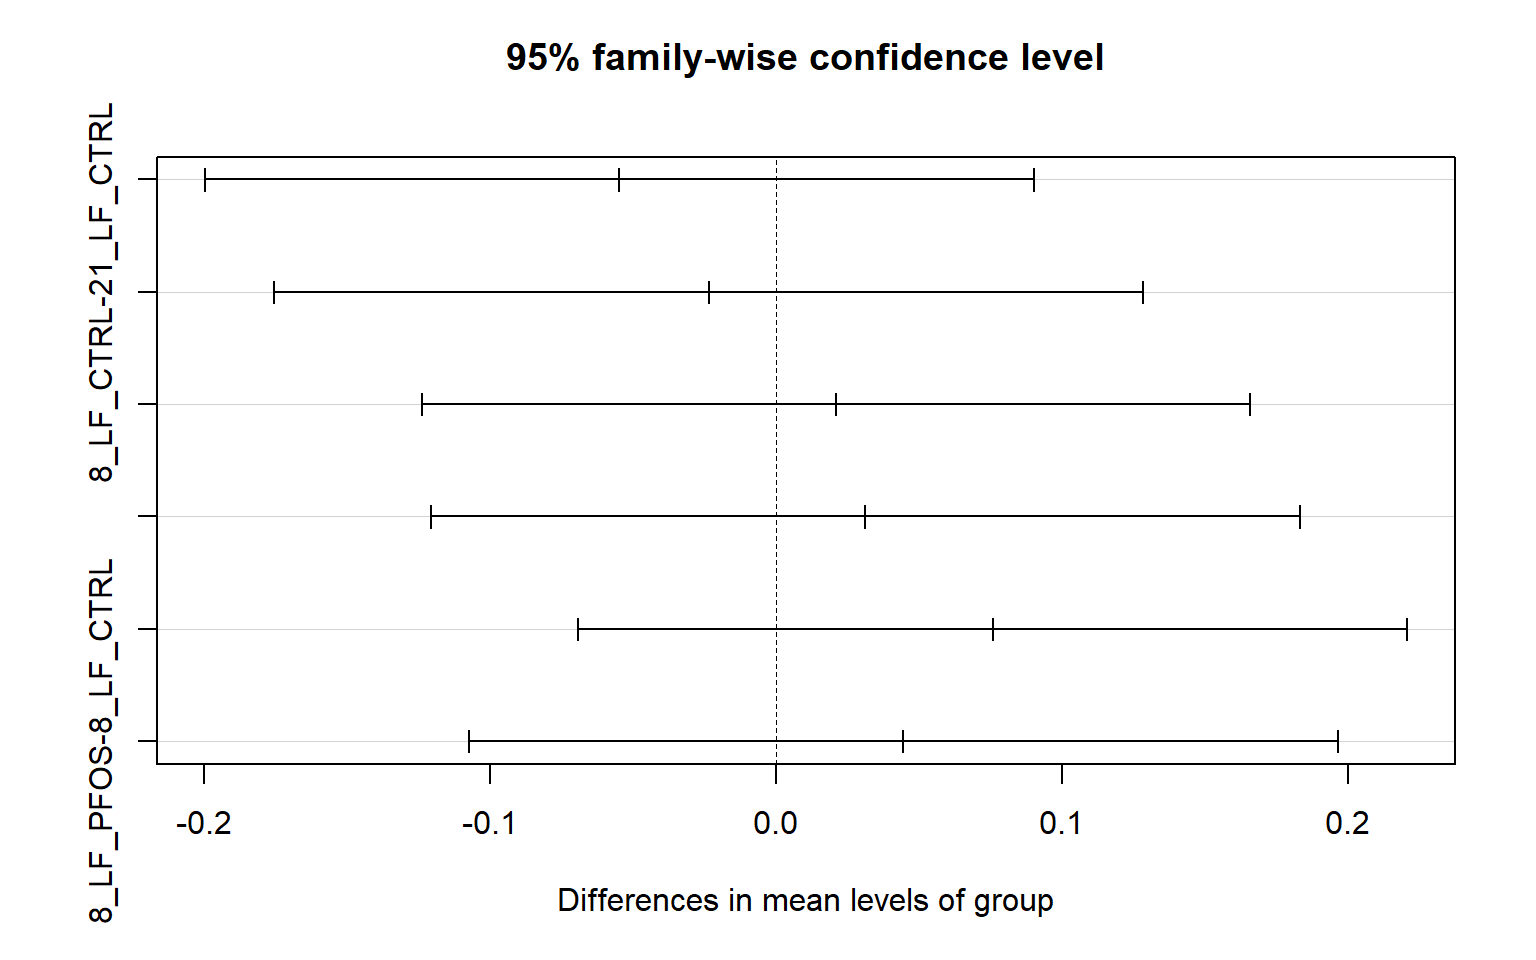 95% family-wise confidence level
8_LF_CTRL-21_LF_CTRL
8_LF_PFOS-8_LF_CTRL
-0.2 -0.1 0.0 0.1 0.2
Differences in mean levels of group